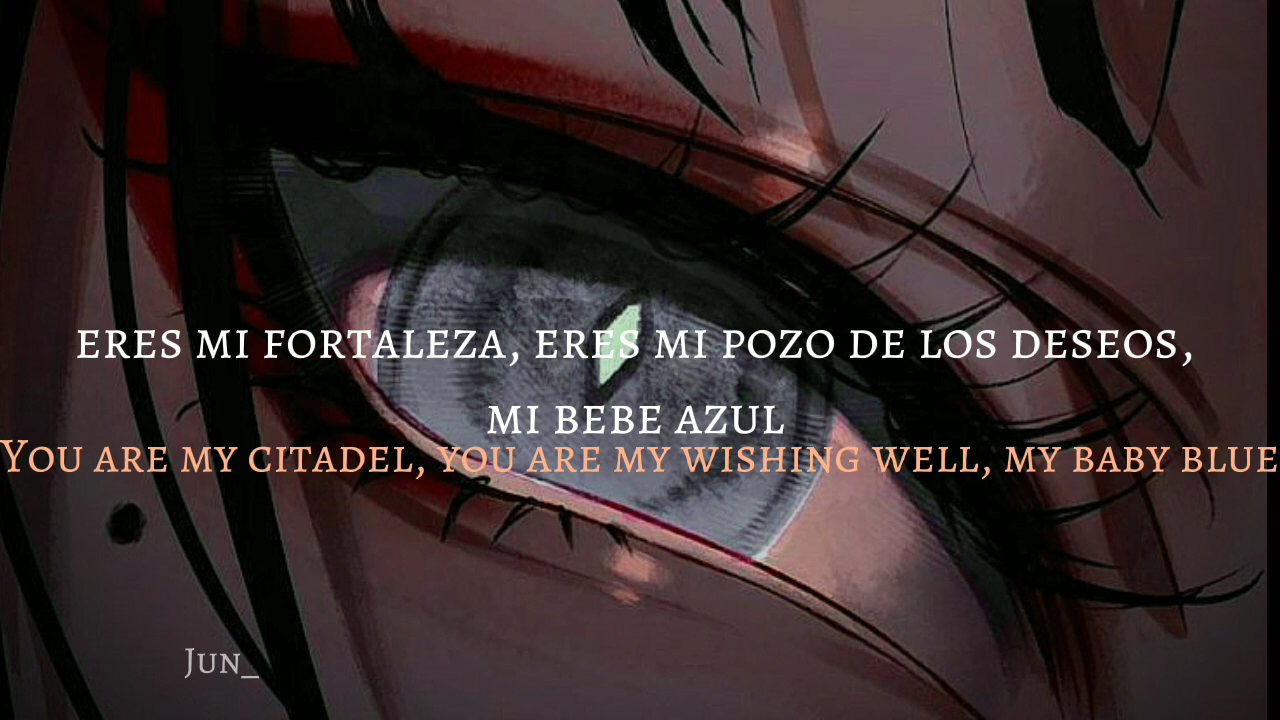 ERES MI FORTALEZA, ERES MI POZO DE LOS DESEOS,
MI BEBE AZUL
YOU ARE MY CITADEL, YOU ARE MY WISHING WELL, MY BABY BLUE
JUN_